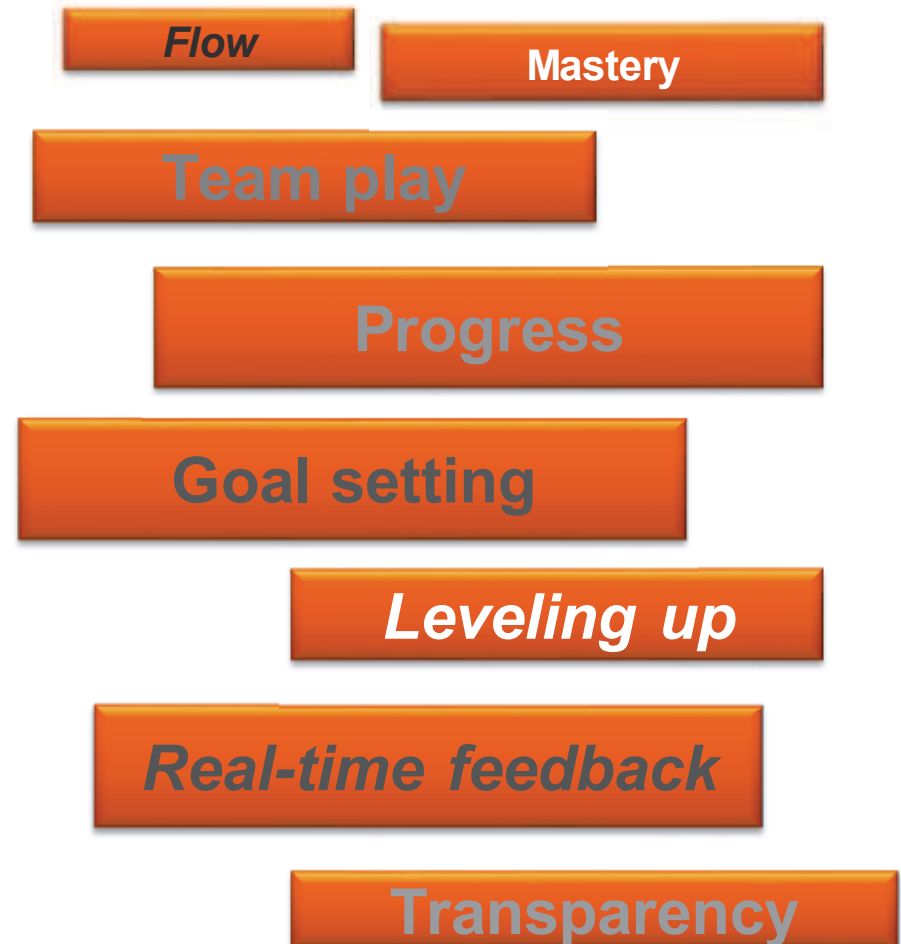 Flow
Mastery
Team play
Progress
Goal setting
Leveling up
Real-time feedback
Transparency